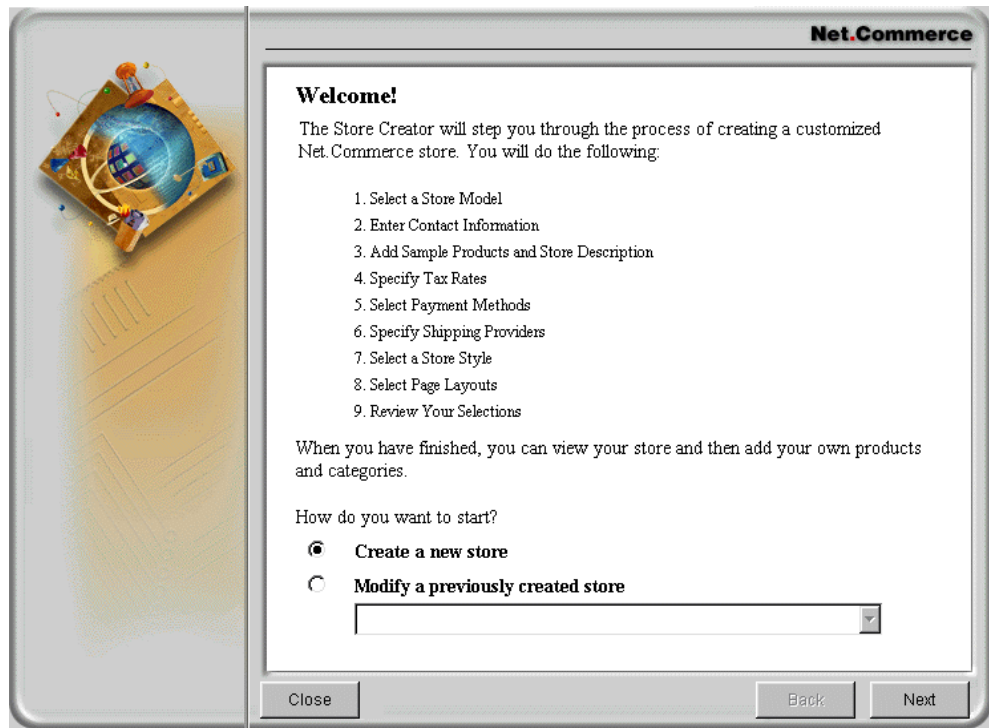 Net.Commerce
Welcome!
The Store Creator will step you through the process of creating a customized
Net.Commerce store. You will do the following:
1. Select a Store Model
2. Enter Contact Information
3. Add Sample Products and Store Description
4. Specify Tax Rates
5. Select Payment Methods
6. Specify Shipping Providers
7. Select a Store Style
8. Select Page Layouts
9. Review Your Selections
When you have finished, you can view your store and then add your own products
and categories.
How do you want to start?
Create a new store
Modify a previously created store
Close Back Next